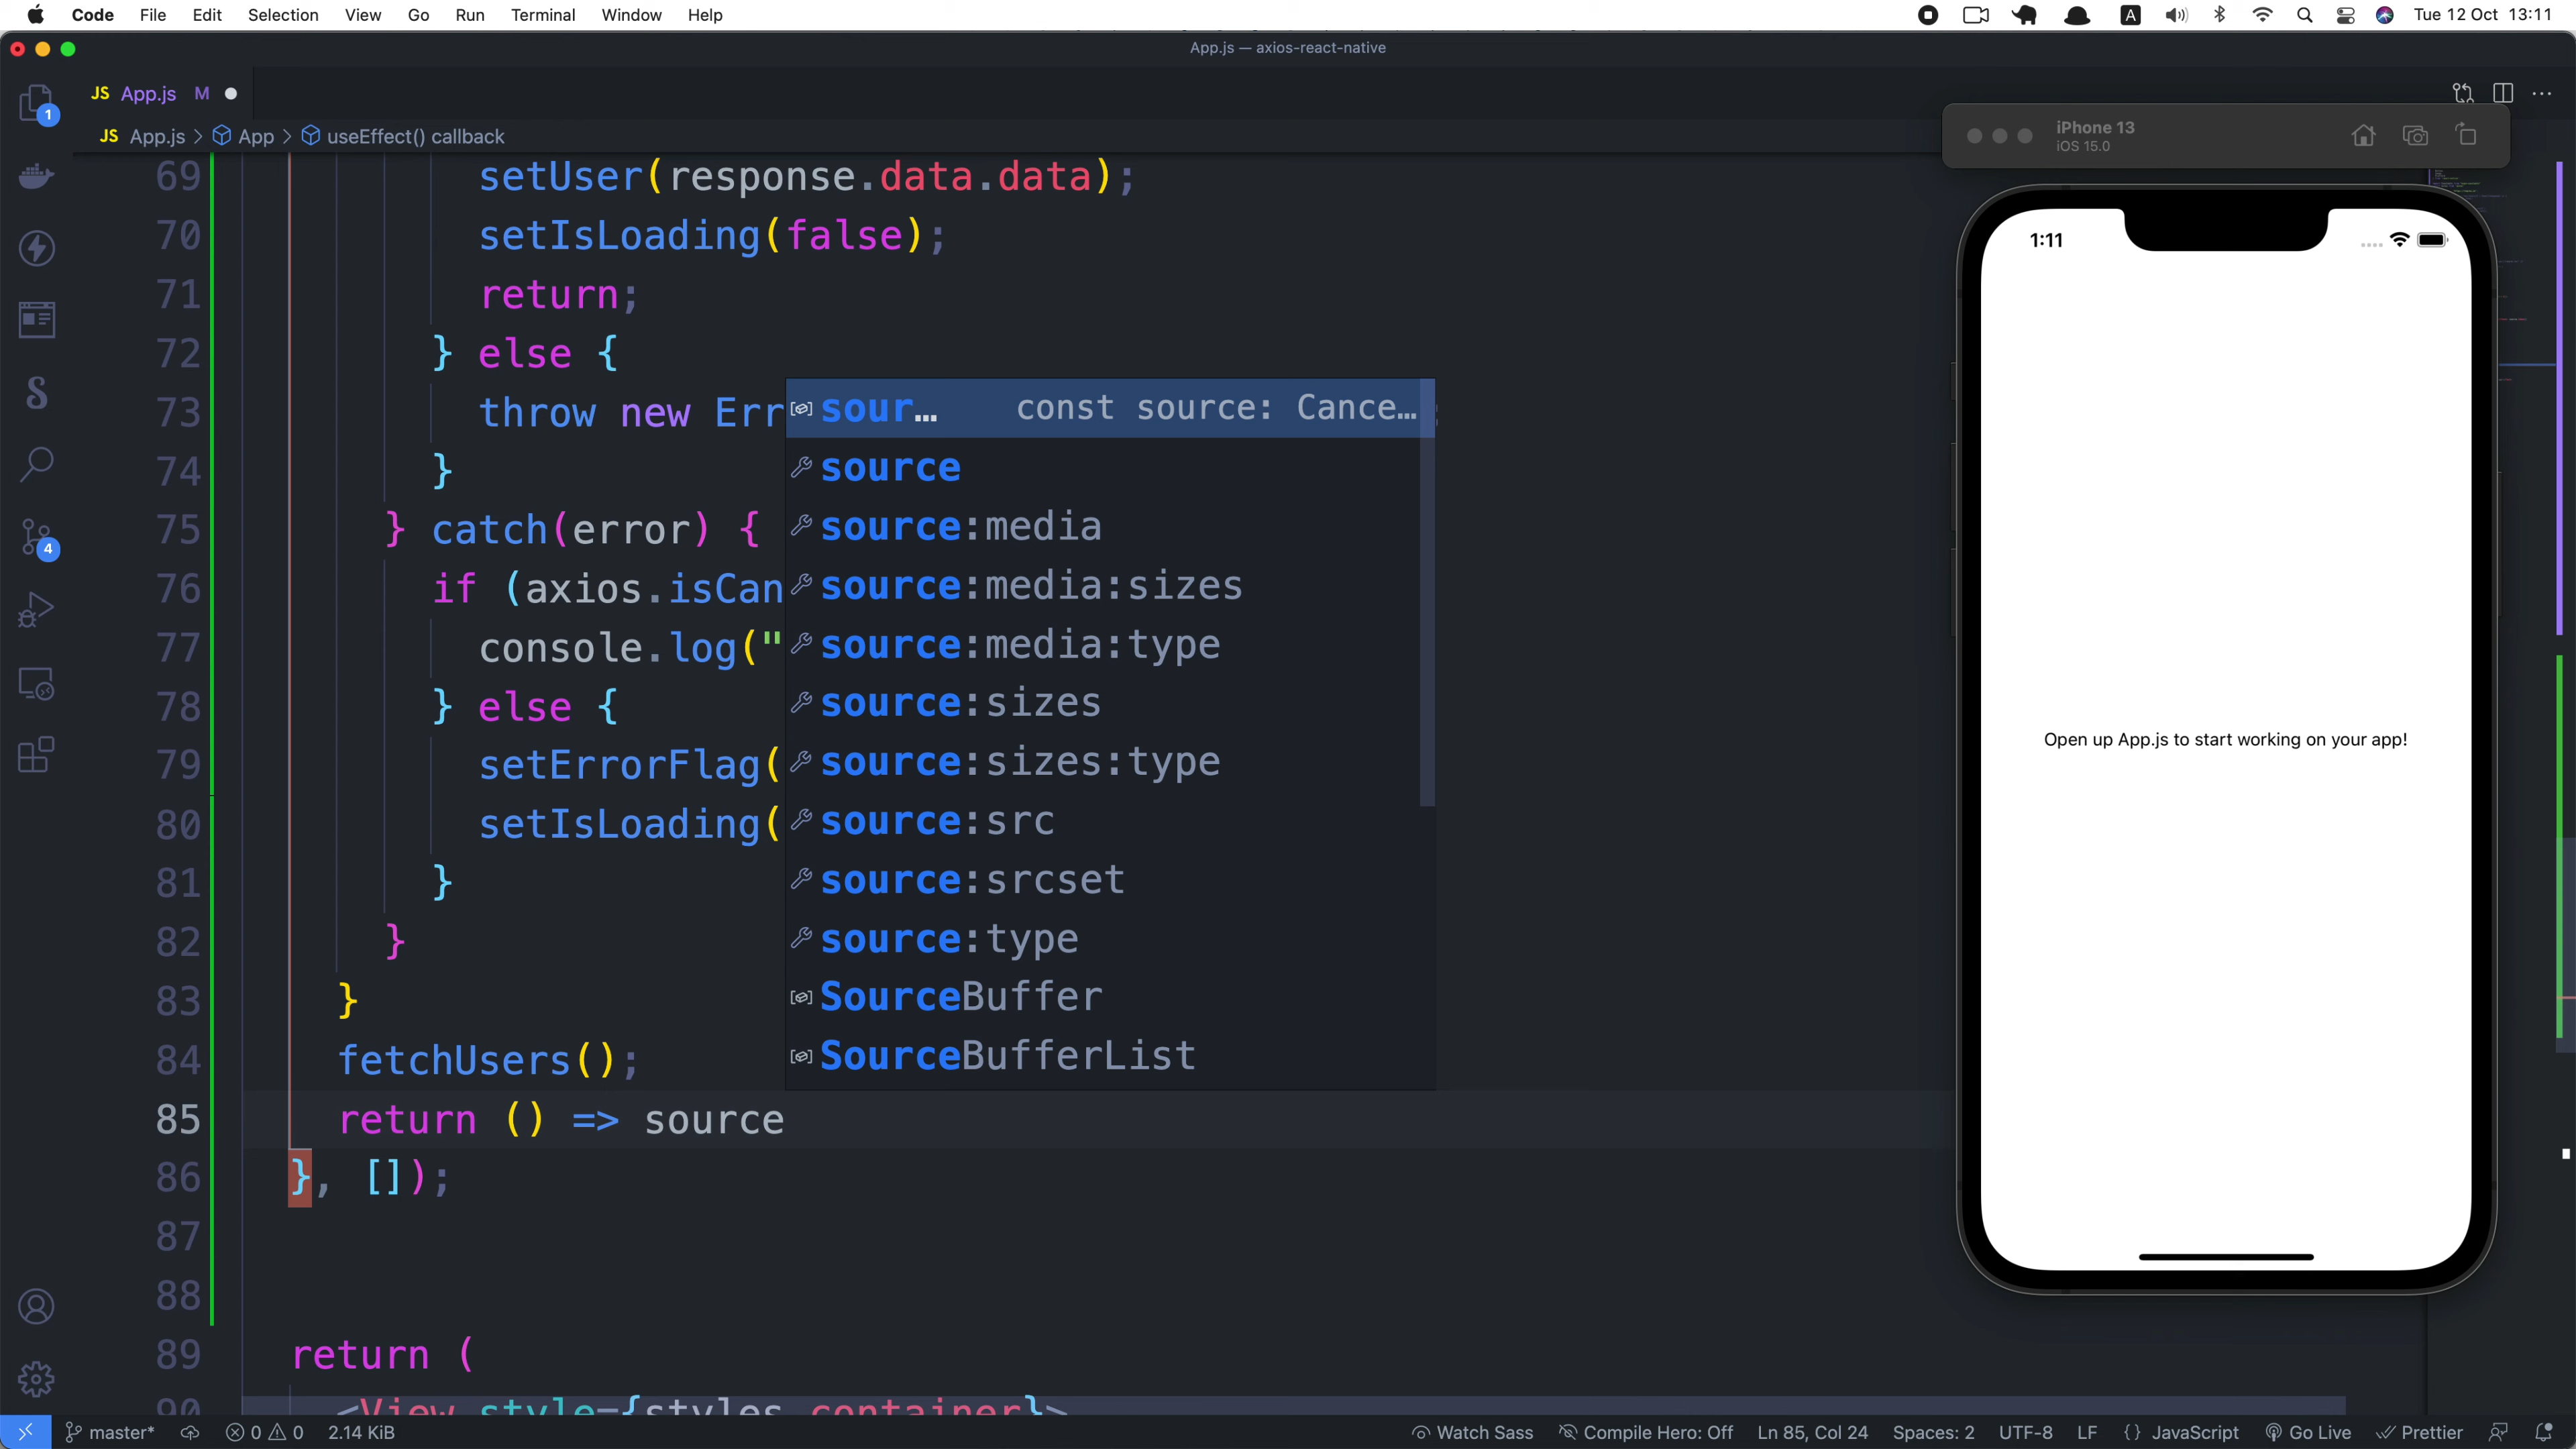 Code File Edit Selection View Go Run Terminal Window Help
A Tue 12 Oct 13:11
App.js — axios-react-native
JS App.js M
JS App.js > App > useEffect() callback
1
4
69 setUser(response.data.data);
70 setIsLoading(false);
71 return;
72 } else {
73 throw new Err
74 }
75 } catch(error) {
76 if (axios.isCan
77 console.log("
78 } else {
79 setErrorFlag(
80 setIsLoading(
81 }
82 }
83 }
84 fetchUsers();
85 return () => source
86 }, []);
87
88
89 return (
90 <View style={styles.container}>
sour… const source: Cance…
source
source:media
source:media:sizes
source:media:type
source:sizes
source:sizes:type
source:src
source:srcset
source:type
SourceBuffer
SourceBufferList
iPhone 13
iOS 15.0
1:11
Open up App.js to start working on your app!
master* 0 0 2.14 KiB
Watch Sass Compile Hero: Off Ln 85, Col 24 Spaces: 2 UTF-8 LF {} JavaScript Go Live Prettier